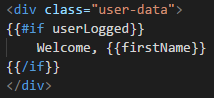 <div class="user-data">
{{#if userLogged}}
    Welcome, {{firstName}}
{{/if}}
</div>